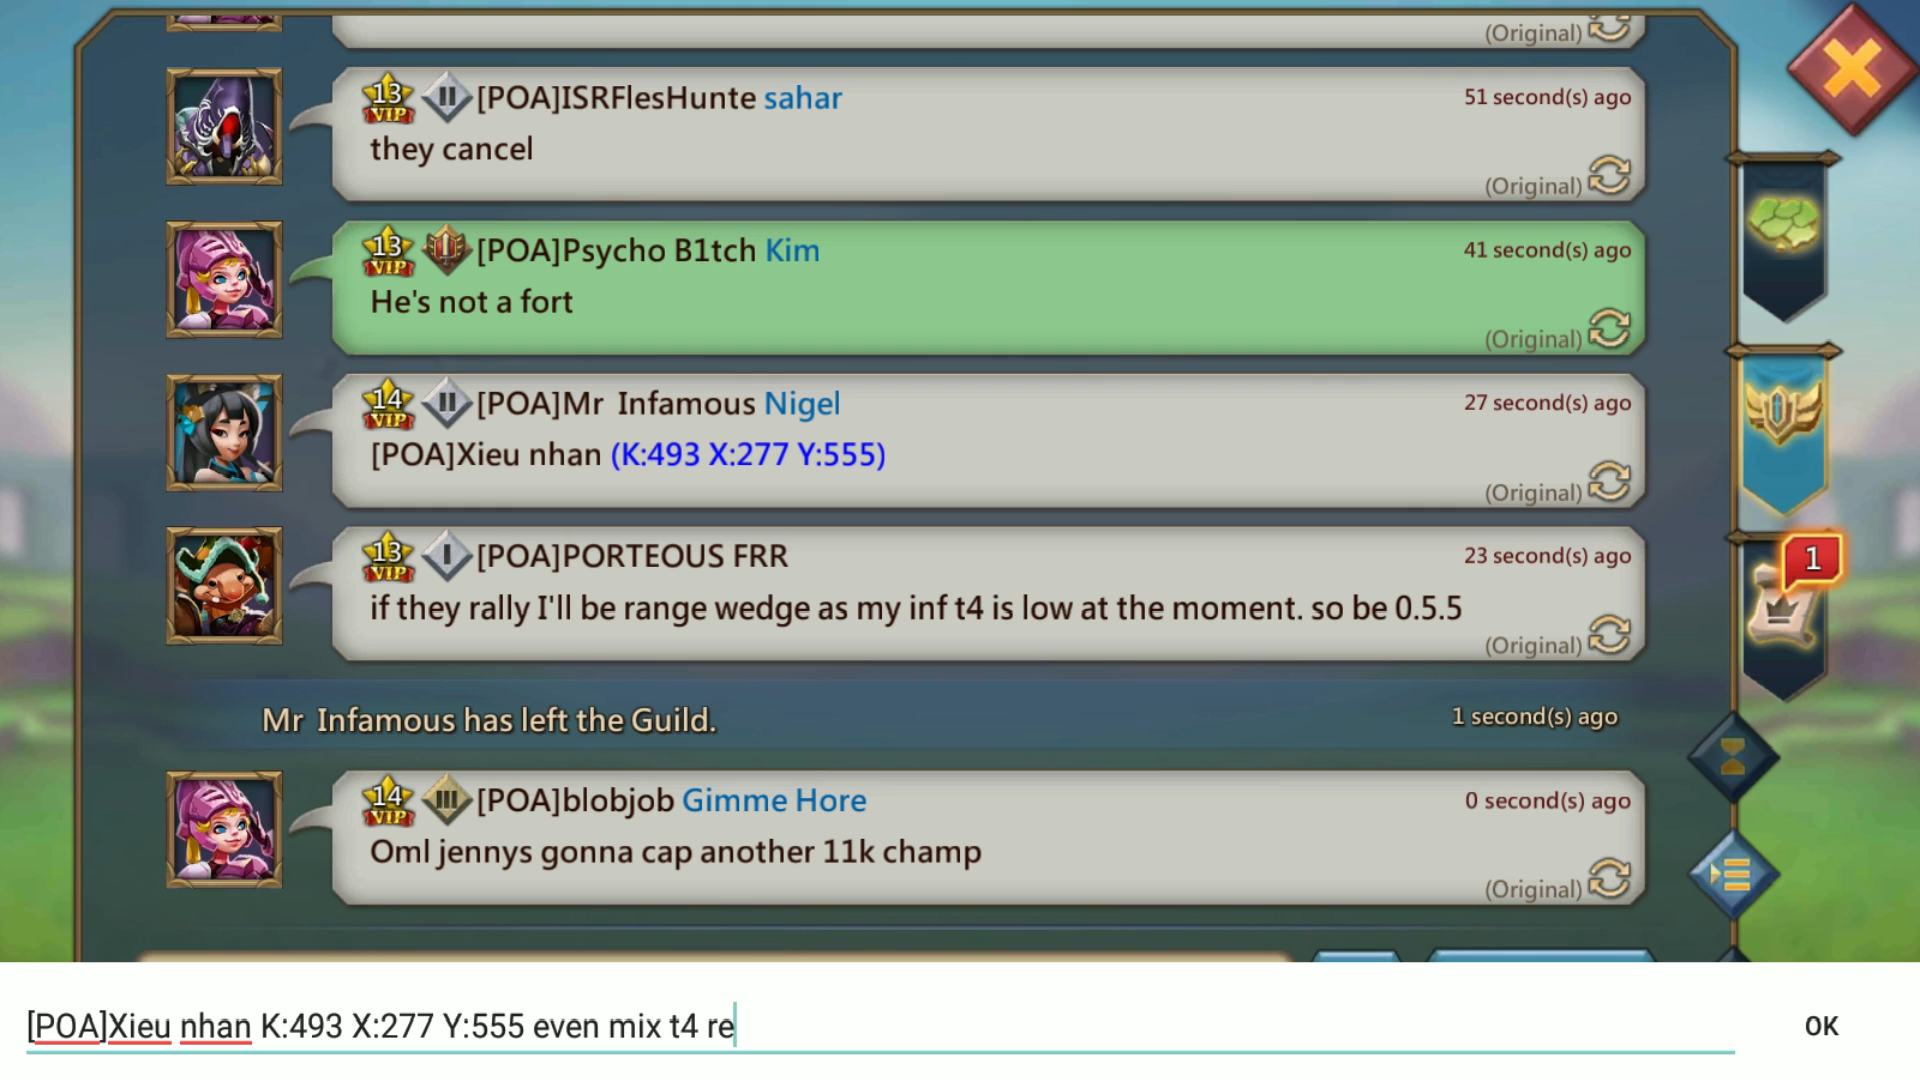 (Original)
13 VIP II [POA]ISRFlesHunte sahar 51 second(s) ago
they cancel
(Original)
13 VIP [POA]Psycho B1tch Kim 41 second(s) ago
He's not a fort
(Original)
14 VIP II [POA]Mr Infamous Nigel 27 second(s) ago
[POA]Xieu nhan (K:493 X:277 Y:555)
(Original)
13 VIP I [POA]PORTEOUS FRR 23 second(s) ago
1
if they rally I'll be range wedge as my inf t4 is low at the moment. so be 0.5.5
(Original)
Mr Infamous has left the Guild. 1 second(s) ago
14 VIP III [POA]blobjob Gimme Hore 0 second(s) ago
Oml jennys gonna cap another 11k champ
(Original)
[POA]Xieu nhan K:493 X:277 Y:555 even mix t4 re OK